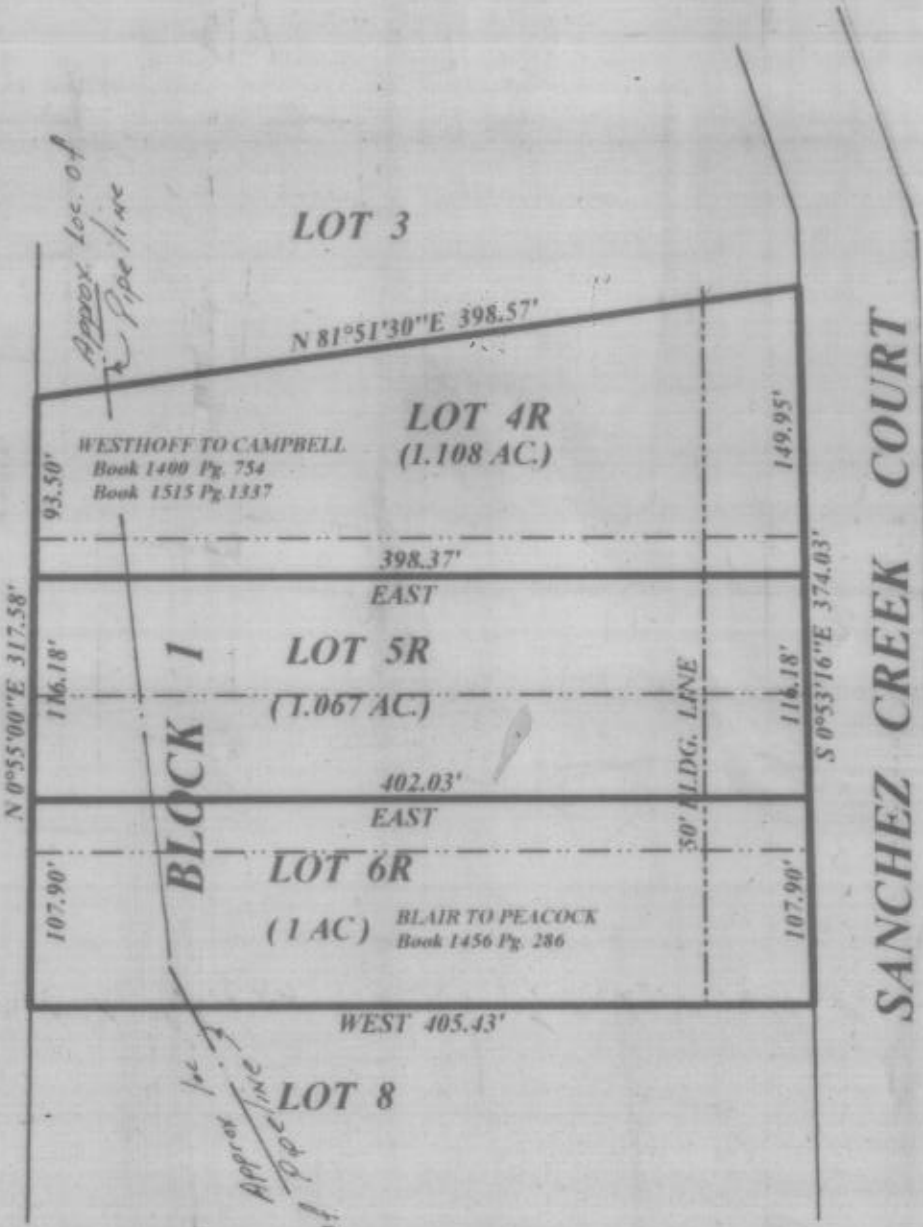 Approx. Loc. Of
Pipe line
LOT 3
N 81°51'30"E 398.57'
LOT 4R
(1.108 AC.)
WESTHOFF TO CAMPBELL
Book 1400 Pg. 754
Book 1515 Pg.1337
93.50'
149.95'
398.37'
EAST
N 0°55'00"E 317.58'
116.18'
BLOCK 1
LOT 5R
(1.067 AC.)
50' BLDG. LINE
116.18'
S 0°53'16"E 374.03'
SANCHEZ CREEK COURT
402.03'
EAST
107.90'
LOT 6R
(1 AC)
BLAIR TO PEACOCK
Book 1456 Pg. 286
107.90'
WEST 405.43'
Approx loc.
of pipe line
LOT 8